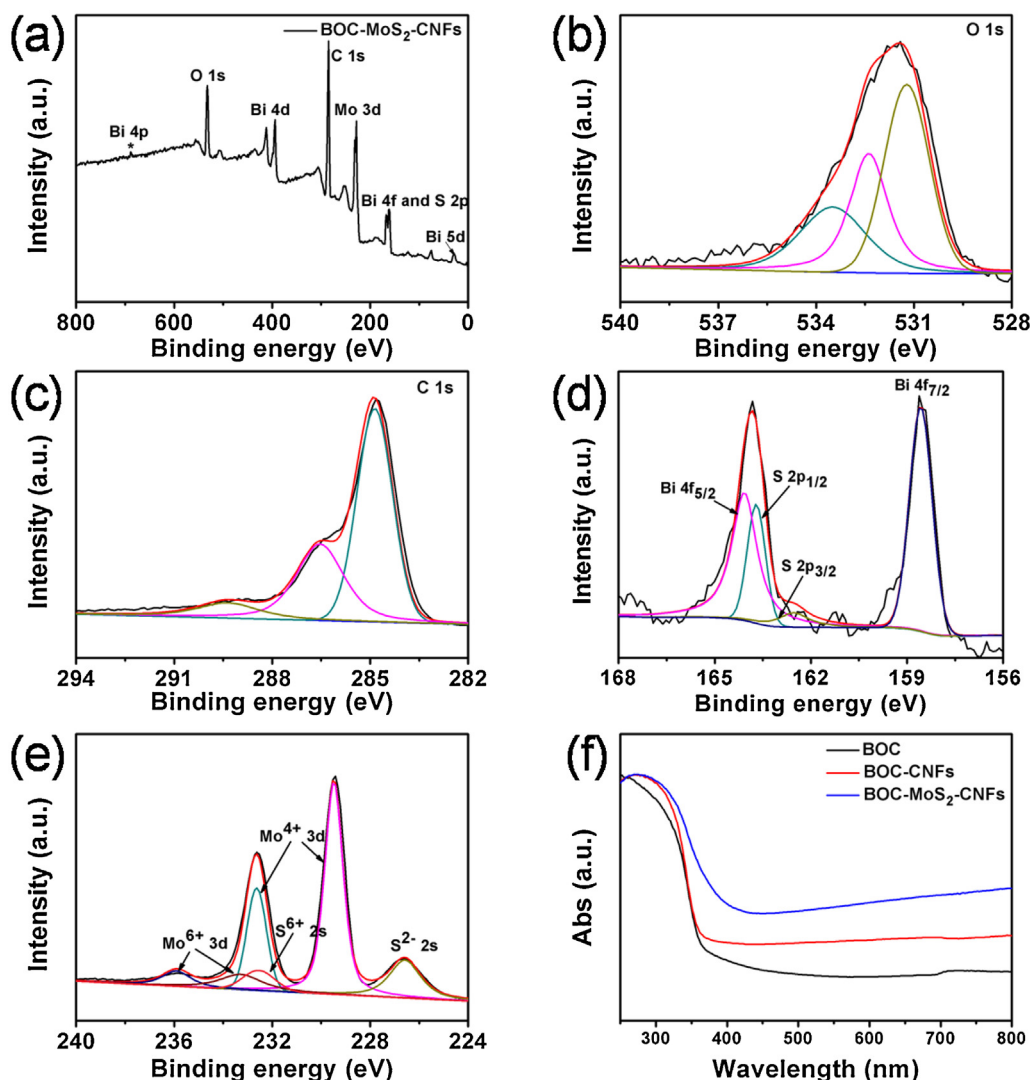 (a)
BOC-MoS₂-CNFs
C 1s
O 1s
Bi 4d
Mo 3d
Bi 4p
*
Bi 4f and S 2p
Bi 5d
Intensity (a.u.)
800 600 400 200 0
Binding energy (eV)
(b)
O 1s
Intensity (a.u.)
540 537 534 531 528
Binding energy (eV)
(c)
C 1s
Intensity (a.u.)
294 291 288 285 282
Binding energy (eV)
(d)
Bi 4f₇/₂
S 2p₁/₂
Bi 4f₅/₂
S 2p₃/₂
Intensity (a.u.)
168 165 162 159 156
Binding energy (eV)
(e)
Mo⁴⁺ 3d
S⁶⁺ 2s
Mo⁶⁺ 3d
S²⁻ 2s
Intensity (a.u.)
240 236 232 228 224
Binding energy (eV)
(f)
BOC
BOC-CNFs
BOC-MoS₂-CNFs
Abs (a.u.)
300 400 500 600 700 800
Wavelength (nm)